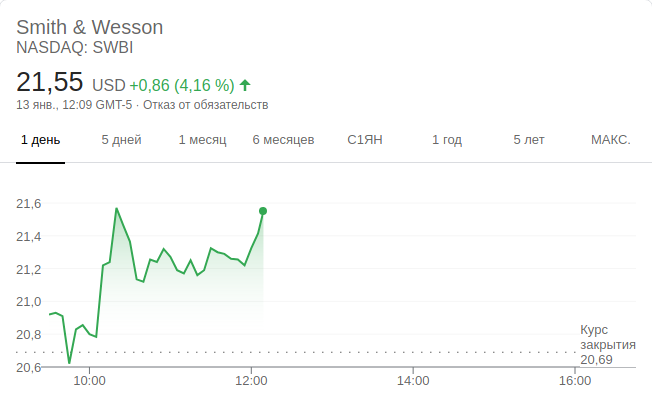 Smith & Wesson
NASDAQ: SWBI
21,55 USD +0,86 (4,16 %)
13 янв., 12:09 GMT-5 · Отказ от обязательств
1 день 5 дней 1 месяц 6 месяцев С1ЯН 1 год 5 лет МАКС.
21,6
21,4
21,2
21,0
20,8
20,6
Курс
закрытия
20,69
10:00 12:00 14:00 16:00